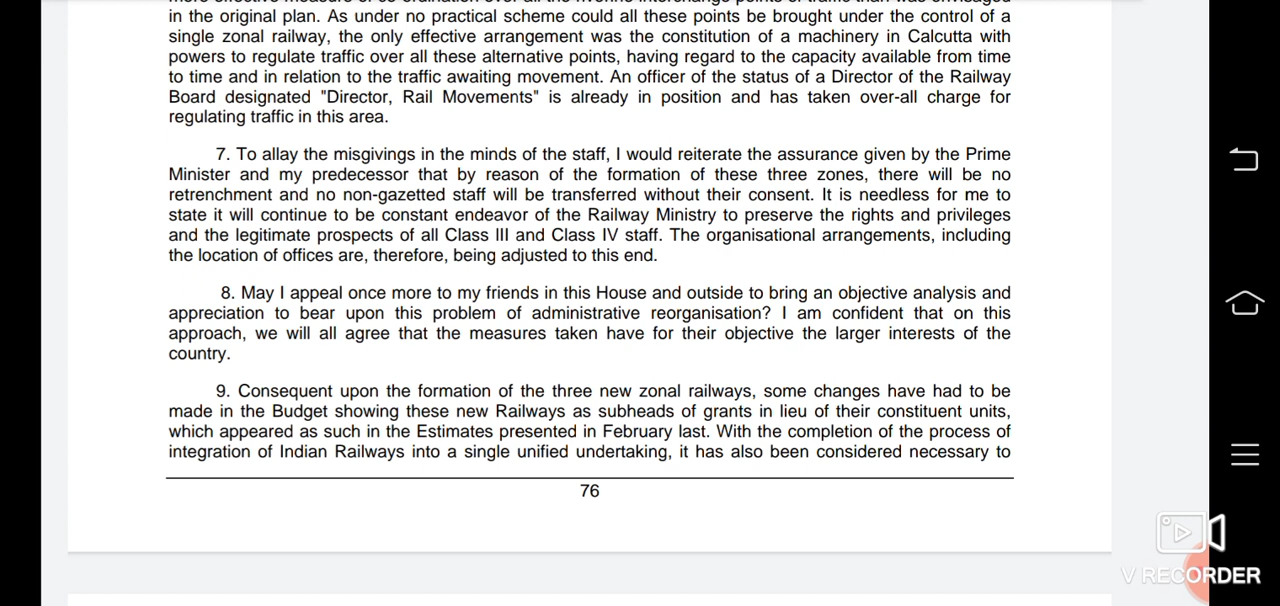 in the original plan. As under no practical scheme could all these points be brought under the control of a
single zonal railway, the only effective arrangement was the constitution of a machinery in Calcutta with
powers to regulate traffic over all these alternative points, having regard to the capacity available from time
to time and in relation to the traffic awaiting movement. An officer of the status of a Director of the Railway
Board designated "Director, Rail Movements" is already in position and has taken over-all charge for
regulating traffic in this area.
7. To allay the misgivings in the minds of the staff, I would reiterate the assurance given by the Prime
Minister and my predecessor that by reason of the formation of these three zones, there will be no
retrenchment and no non-gazetted staff will be transferred without their consent. It is needless for me to
state it will continue to be constant endeavor of the Railway Ministry to preserve the rights and privileges
and the legitimate prospects of all Class III and Class IV staff. The organisational arrangements, including
the location of offices are, therefore, being adjusted to this end.
8. May I appeal once more to my friends in this House and outside to bring an objective analysis and
appreciation to bear upon this problem of administrative reorganisation? I am confident that on this
approach, we will all agree that the measures taken have for their objective the larger interests of the
country.
9. Consequent upon the formation of the three new zonal railways, some changes have had to be
made in the Budget showing these new Railways as subheads of grants in lieu of their constituent units,
which appeared as such in the Estimates presented in February last. With the completion of the process of
integration of Indian Railways into a single unified undertaking, it has also been considered necessary to
76
V RECORDER